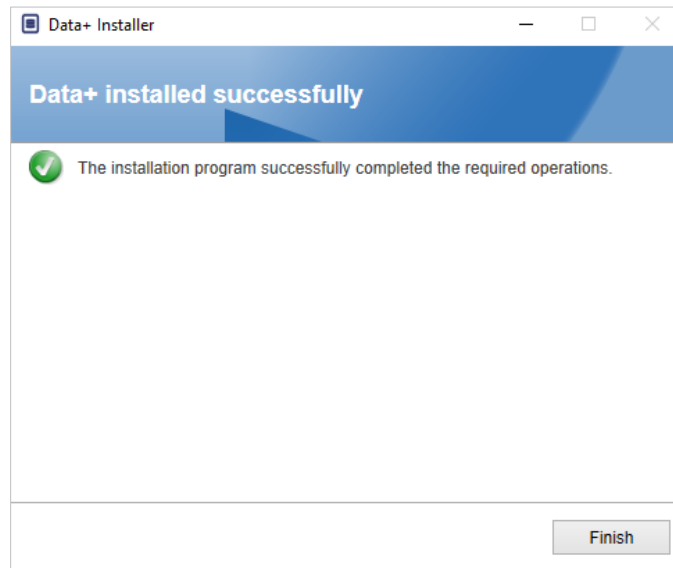 Data+ Installer
Data+ installed successfully
The installation program successfully completed the required operations.
Finish